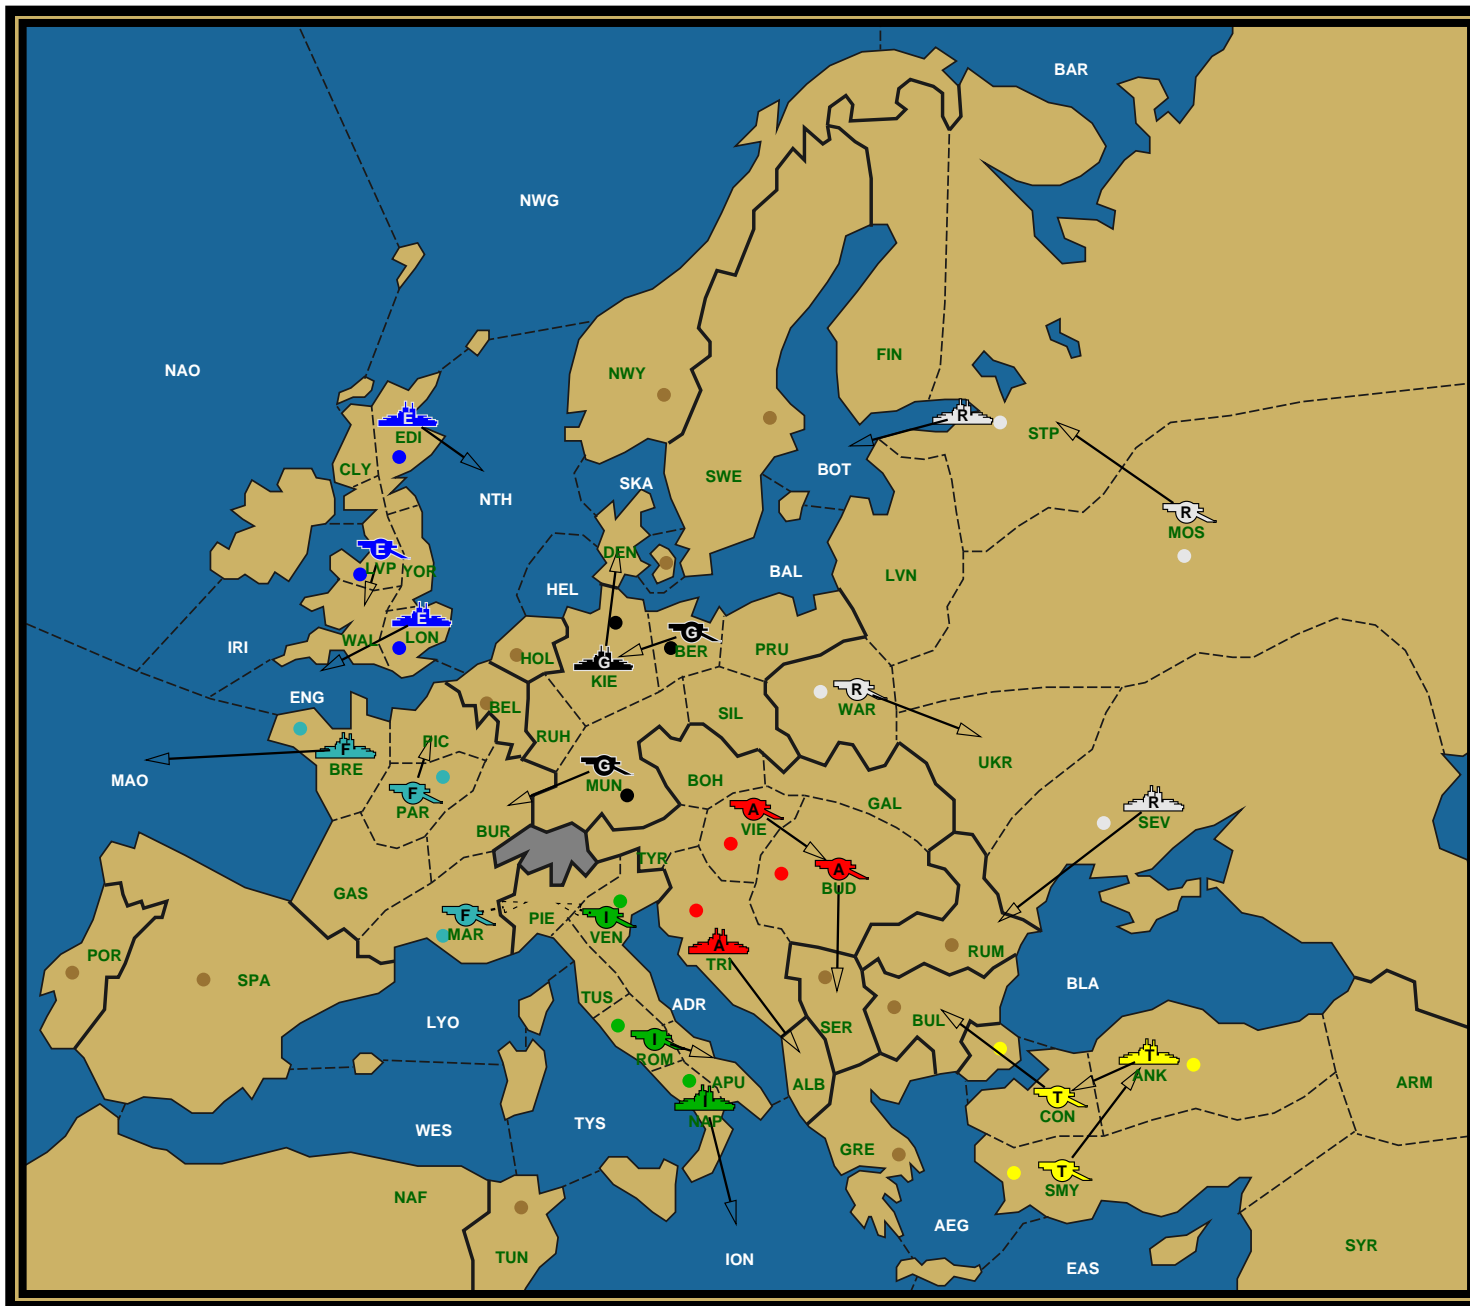 BAR
NWG
NAO
FIN
NWY
E
R
EDI
STP
CLY
BOT
SWE
SKA
NTH
R
MOS
E
DEN
LVP
YOR
BAL
LVN
HEL
E
G
WAL
LON
IRI
BER
PRU
HOL
G
KIE
ENG
R
WAR
BEL
SIL
PIC
RUH
F
BRE
UKR
G
MAO
MUN
BOH
F
R
PAR
A
GAL
SEV
VIE
BUR
TYR
A
BUD
GAS
F
PIE
I
MAR
VEN
A
POR
TRI
RUM
SPA
BLA
TUS
ADR
LYO
BUL
SER
I
ROM
T
ANK
APU
ALB
ARM
I
T
CON
NAP
TYS
WES
GRE
T
SMY
NAF
AEG
SYR
TUN
ION
EAS